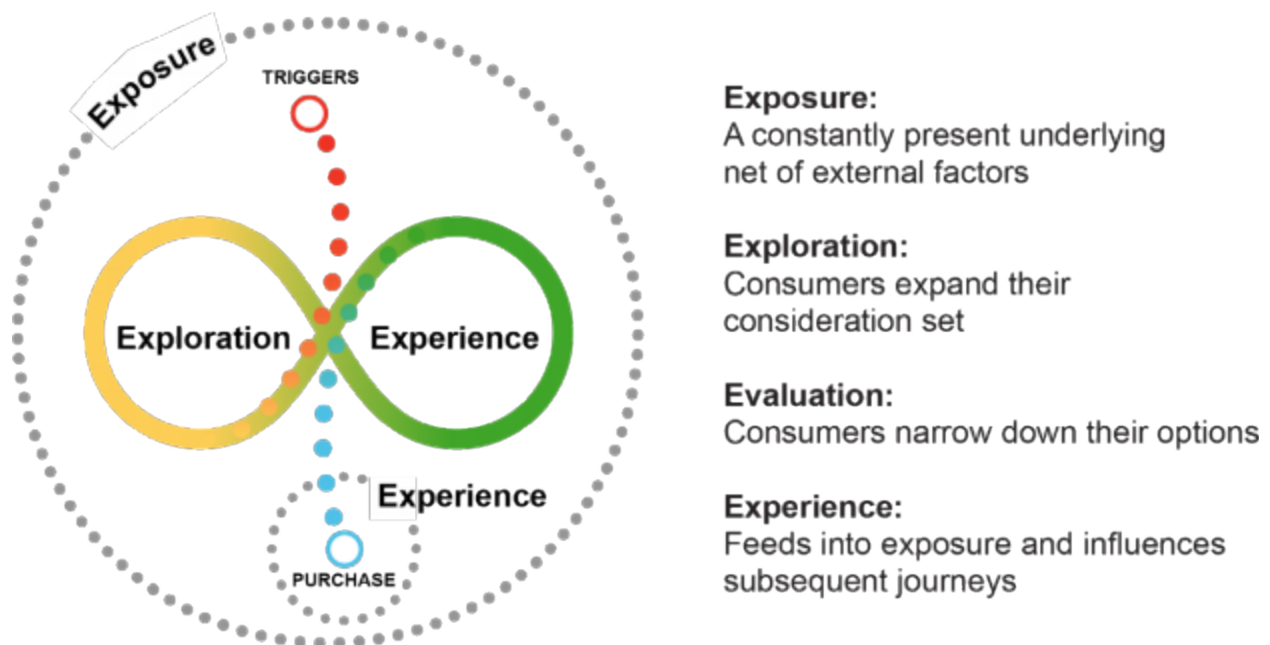 Exposure
TRIGGERS
Exploration
Experience
Experience
PURCHASE
Exposure:
A constantly present underlying
net of external factors
Exploration:
Consumers expand their
consideration set
Evaluation:
Consumers narrow down their options
Experience:
Feeds into exposure and influences
subsequent journeys